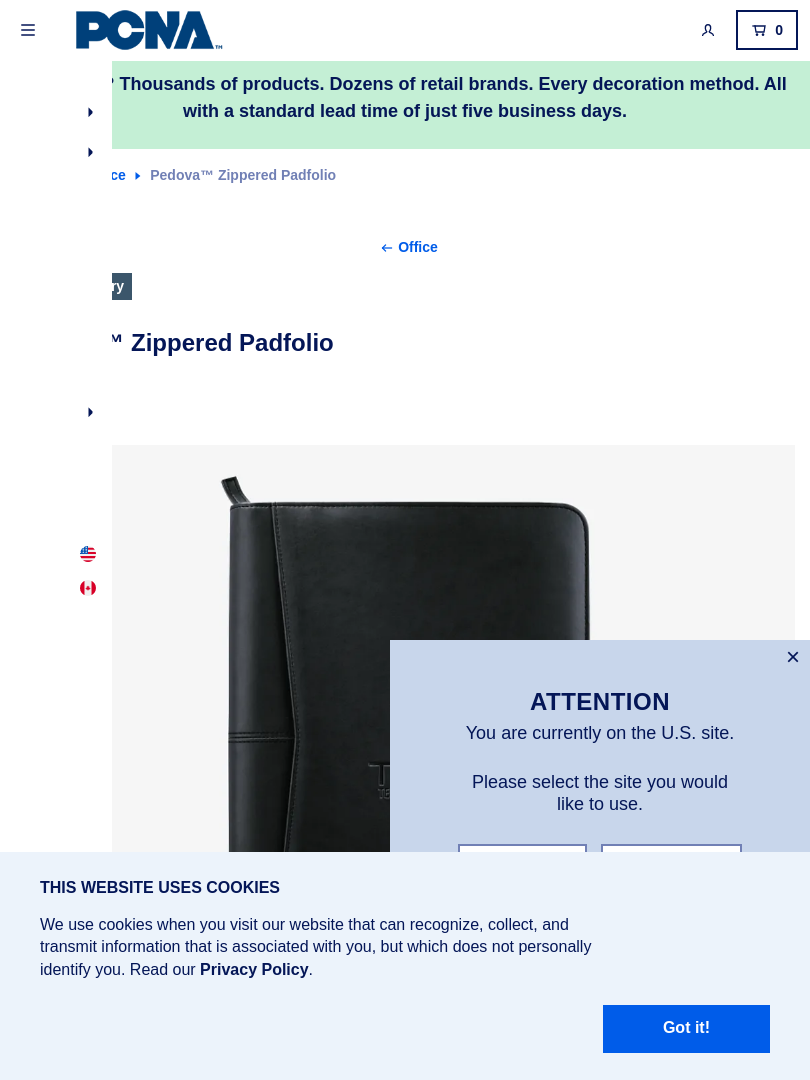 PCNA™
0
Thousands of products. Dozens of retail brands. Every decoration method. All
with a standard lead time of just five business days.
Pedova™ Zippered Padfolio
Office
Zippered Padfolio
ATTENTION
You are currently on the U.S. site.
Please select the site you would
like to use.
THIS WEBSITE USES COOKIES
We use cookies when you visit our website that can recognize, collect, and
transmit information that is associated with you, but which does not personally
identify you. Read our Privacy Policy.
Got it!